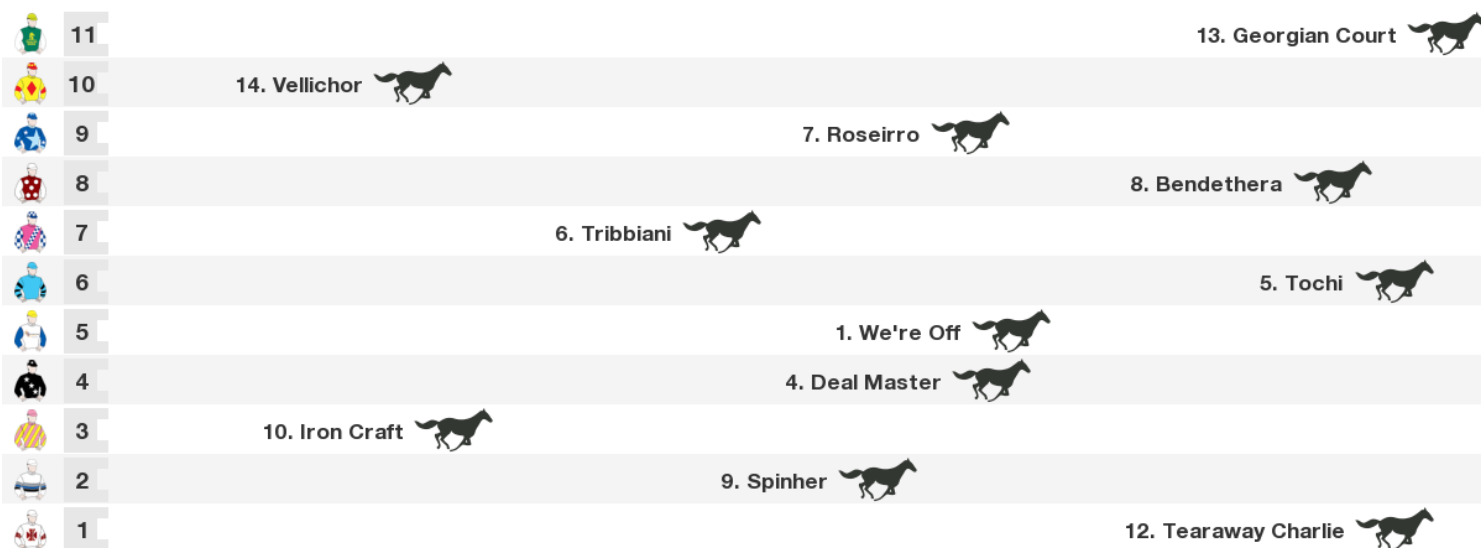 11 13. Georgian Court
10 14. Vellichor
9 7. Roseirro
8 8. Bendethera
7 6. Tribbiani
6 5. Tochi
5 1. We're Off
4 4. Deal Master
3 10. Iron Craft
2 9. Spinher
1 12. Tearaway Charlie